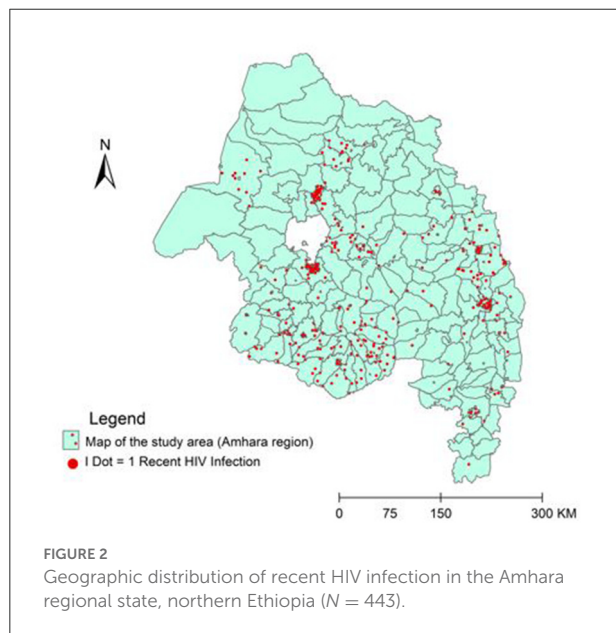 N
Legend
Map of the study area (Amhara region)
I Dot = 1 Recent HIV Infection
0 75 150 300 KM
FIGURE 2
Geographic distribution of recent HIV infection in the Amhara
regional state, northern Ethiopia (N = 443).